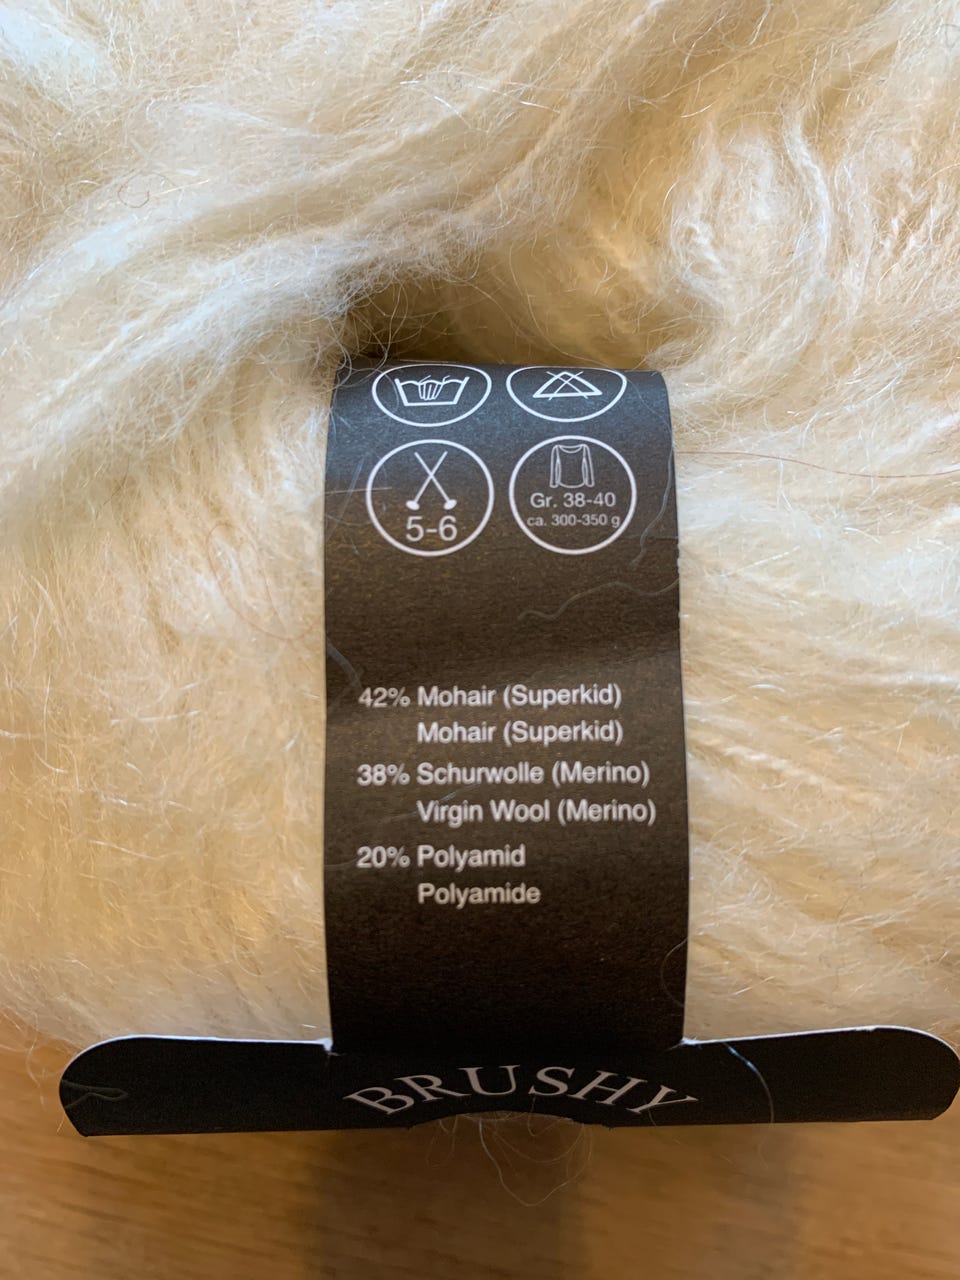 5-6
Gr. 38-40
ca. 300-350 g
42% Mohair (Superkid)
Mohair (Superkid)
38% Schurwolle (Merino)
Virgin Wool (Merino)
20% Polyamid
Polyamide
BRUSHY